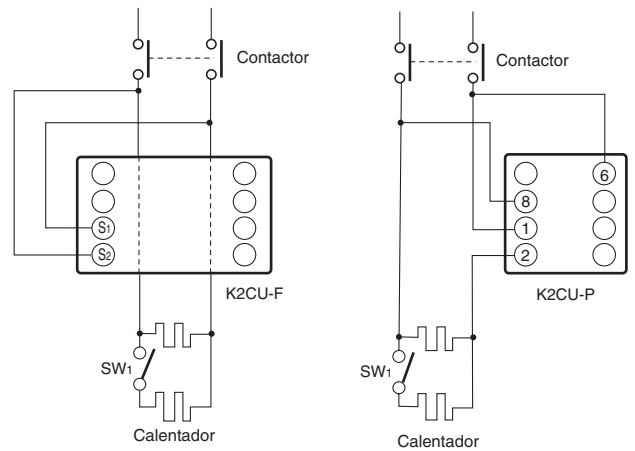 Contactor
S1
S2
K2CU-F
SW1
Calentador
Contactor
6
8
1
2
K2CU-P
SW1
Calentador